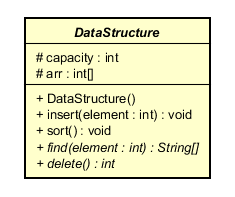 DataStructure
# capacity : int
# arr : int[]
+ DataStructure()
+ insert(element : int) : void
+ sort() : void
+ find(element : int) : String[]
+ delete() : int